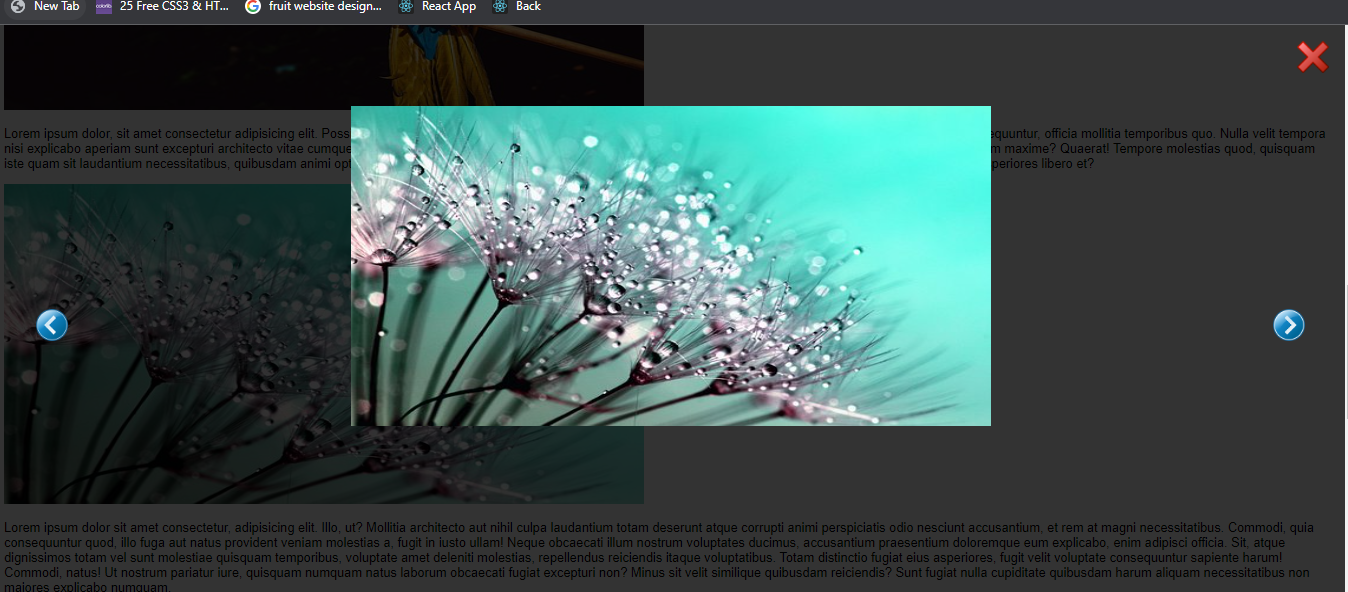 New Tab
25 Free CSS3 & HT...
fruit website design...
React App
Back
Lorem ipsum dolor, sit amet consectetur adipisicing elit. Poss equuntur, officia mollitia temporibus quo. Nulla velit tempora
nisi explicabo aperiam sunt excepturi architecto vitae cumque m maxime? Quaerat! Tempore molestias quod, quisquam
iste quam sit laudantium necessitatibus, quibusdam animi opt periores libero et?
Lorem ipsum dolor sit amet consectetur, adipisicing elit. Illo, ut? Mollitia architecto aut nihil culpa laudantium totam deserunt atque corrupti animi perspiciatis odio nesciunt accusantium, et rem at magni necessitatibus. Commodi, quia
consequuntur quod, illo fuga aut natus provident veniam molestias a, fugit in iusto ullam! Neque obcaecati illum nostrum voluptates ducimus, accusantium praesentium doloremque eum explicabo, enim adipisci officia. Sit, atque
dignissimos totam vel sunt molestiae quisquam temporibus, voluptate amet deleniti molestias, repellendus reiciendis itaque voluptatibus. Totam distinctio fugiat eius asperiores, fugit velit voluptate consequuntur sapiente harum!
Commodi, natus! Ut nostrum pariatur iure, quisquam numquam natus laborum obcaecati fugiat excepturi non? Minus sit velit similique quibusdam reiciendis? Sunt fugiat nulla cupiditate quibusdam harum aliquam necessitatibus non
maiores explicabo numquam.